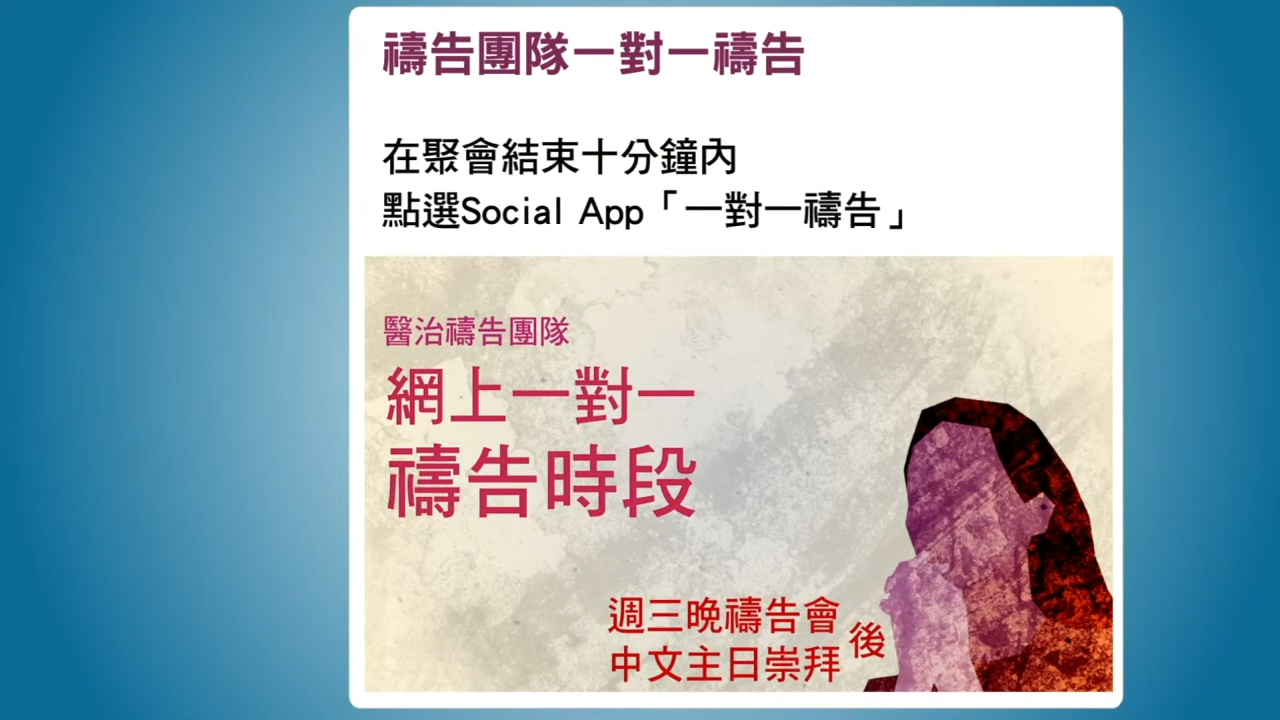 禱告團隊一對一禱告
在聚會結束十分鐘內
點選Social App「一對一禱告」
醫治禱告團隊
網上一對一
禱告時段
週三晚禱告會
中文主日崇拜
後